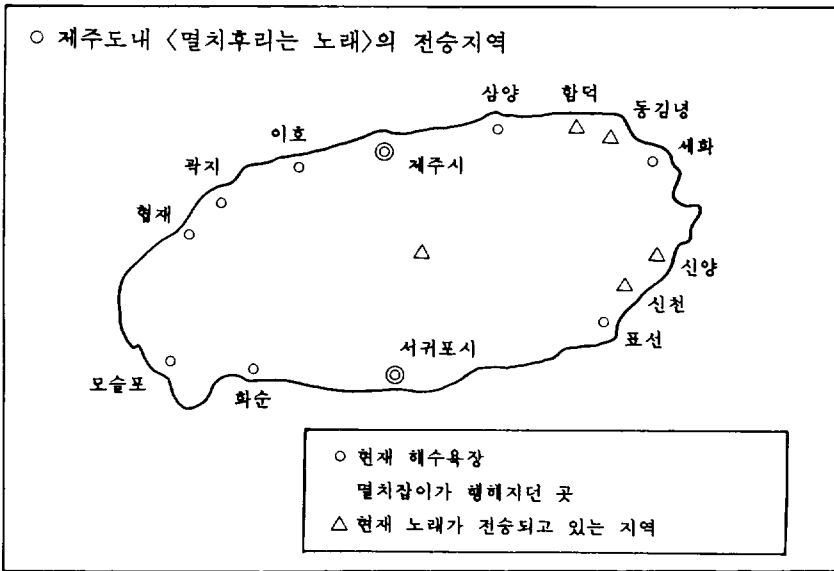 ○ 제주도내 〈멸치후리는 노래〉의 전승지역
삼양
함덕
동김녕
이호
세화
곽지
제주시
협재
신양
신천
표선
서귀포시
모슬포
화순
○ 현재 해수욕장
멸치잡이가 행해지던 곳
△ 현재 노래가 전승되고 있는 지역